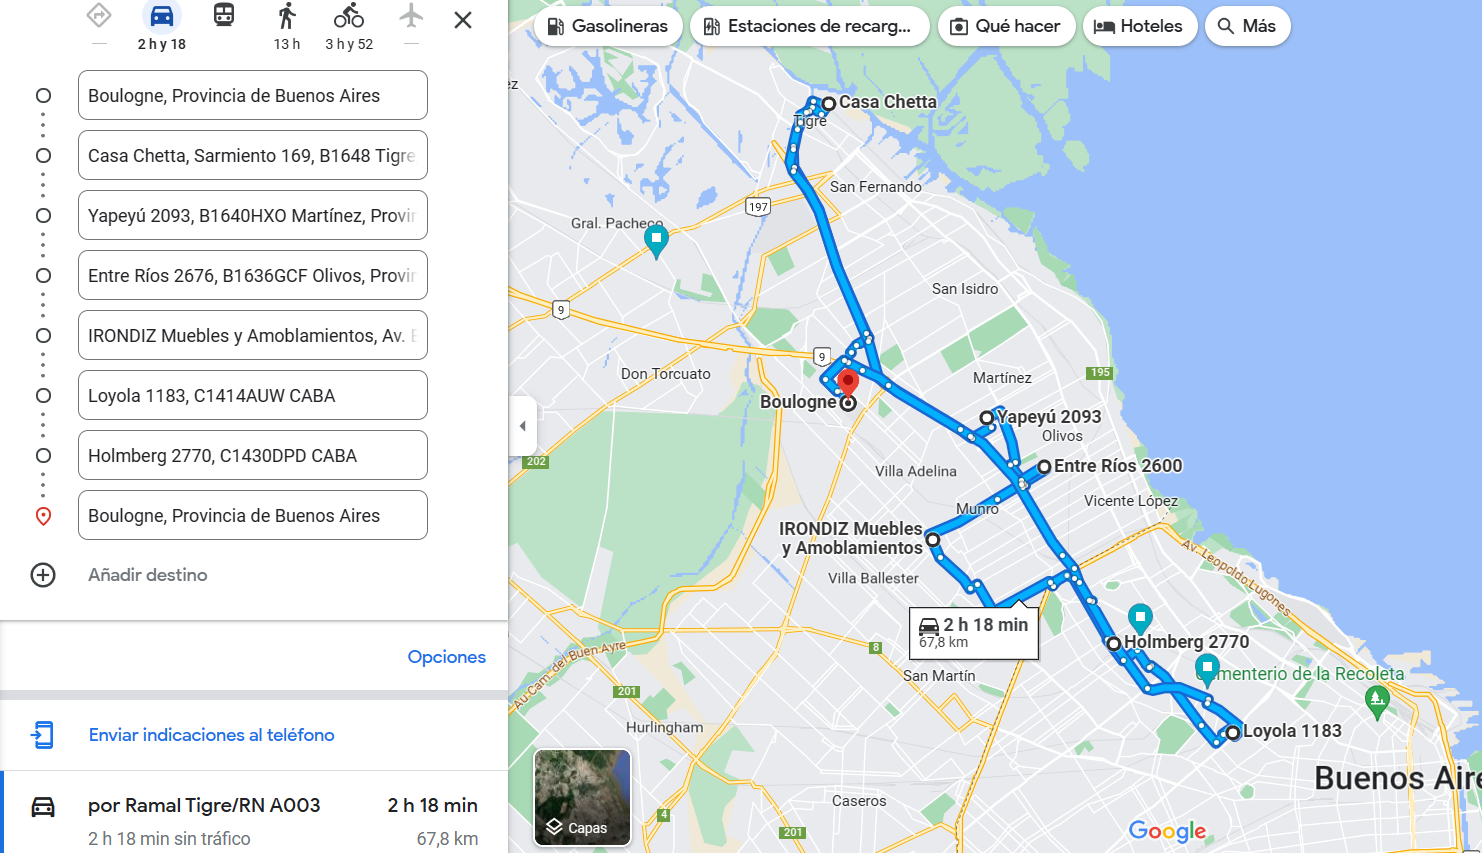 2 h y 18
13 h
3 h y 52
Boulogne, Provincia de Buenos Aires
Casa Chetta, Sarmiento 169, B1648 Tigre
Yapeyú 2093, B1640HXO Martínez, Provin
Entre Ríos 2676, B1636GCF Olivos, Provin
IRONDIZ Muebles y Amoblamientos, Av. E
Loyola 1183, C1414AUW CABA
Holmberg 2770, C1430DPD CABA
Boulogne, Provincia de Buenos Aires
Añadir destino
Opciones
Enviar indicaciones al teléfono
por Ramal Tigre/RN A003
2 h 18 min
2 h 18 min sin tráfico
67,8 km
Gasolineras
Estaciones de recarg...
Qué hacer
Hoteles
Más
ez
Casa Chetta
Tigre
San Fernando
197
Gral. Pacheco
San Isidro
9
9
Don Torcuato
Martínez
195
Boulogne
Yapeyú 2093
Olivos
202
Villa Adelina
Entre Ríos 2600
Munro
Vicente López
IRONDIZ Muebles
y Amoblamientos
Villa Ballester
Av. Leopoldo Lugones
2 h 18 min
67,8 km
Holmberg 2770
8
Au-Cam. del Buen Ayre
San Martín
Cementerio de la Recoleta
201
Hurlingham
Loyola 1183
Buenos Aire
Caseros
4
201
Capas
Google